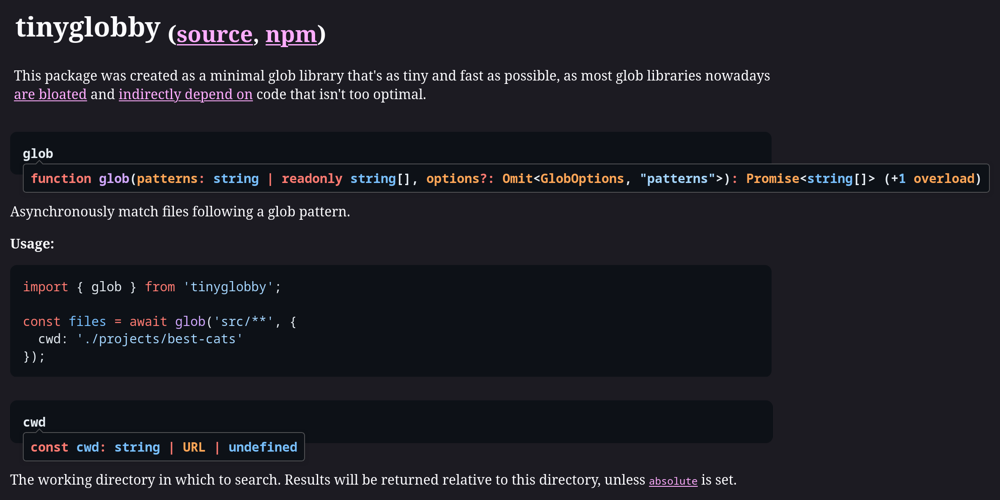 tinyglobby (source, npm)
This package was created as a minimal glob library that's as tiny and fast as possible, as most glob libraries nowadays
are bloated and indirectly depend on code that isn't too optimal.
glob
function glob(patterns: string | readonly string[], options?: Omit<GlobOptions, "patterns">): Promise<string[]> (+1 overload)
Asynchronously match files following a glob pattern.
Usage:
import { glob } from 'tinyglobby';
const files = await glob('src/**', {
  cwd: './projects/best-cats'
});
cwd
const cwd: string | URL | undefined
The working directory in which to search. Results will be returned relative to this directory, unless absolute is set.